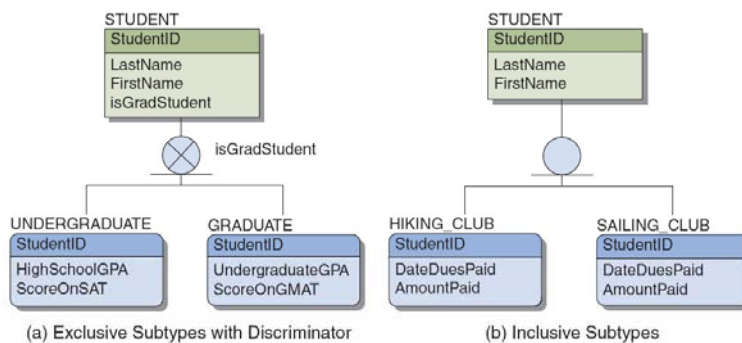 STUDENT
StudentID
LastName
FirstName
isGradStudent
isGradStudent
UNDERGRADUATE
StudentID
HighSchoolGPA
ScoreOnSAT
GRADUATE
StudentID
UndergraduateGPA
ScoreOnGMAT
(a) Exclusive Subtypes with Discriminator
STUDENT
StudentID
LastName
FirstName
HIKING_CLUB
StudentID
DateDuesPaid
AmountPaid
SAILING_CLUB
StudentID
DateDuesPaid
AmountPaid
(b) Inclusive Subtypes